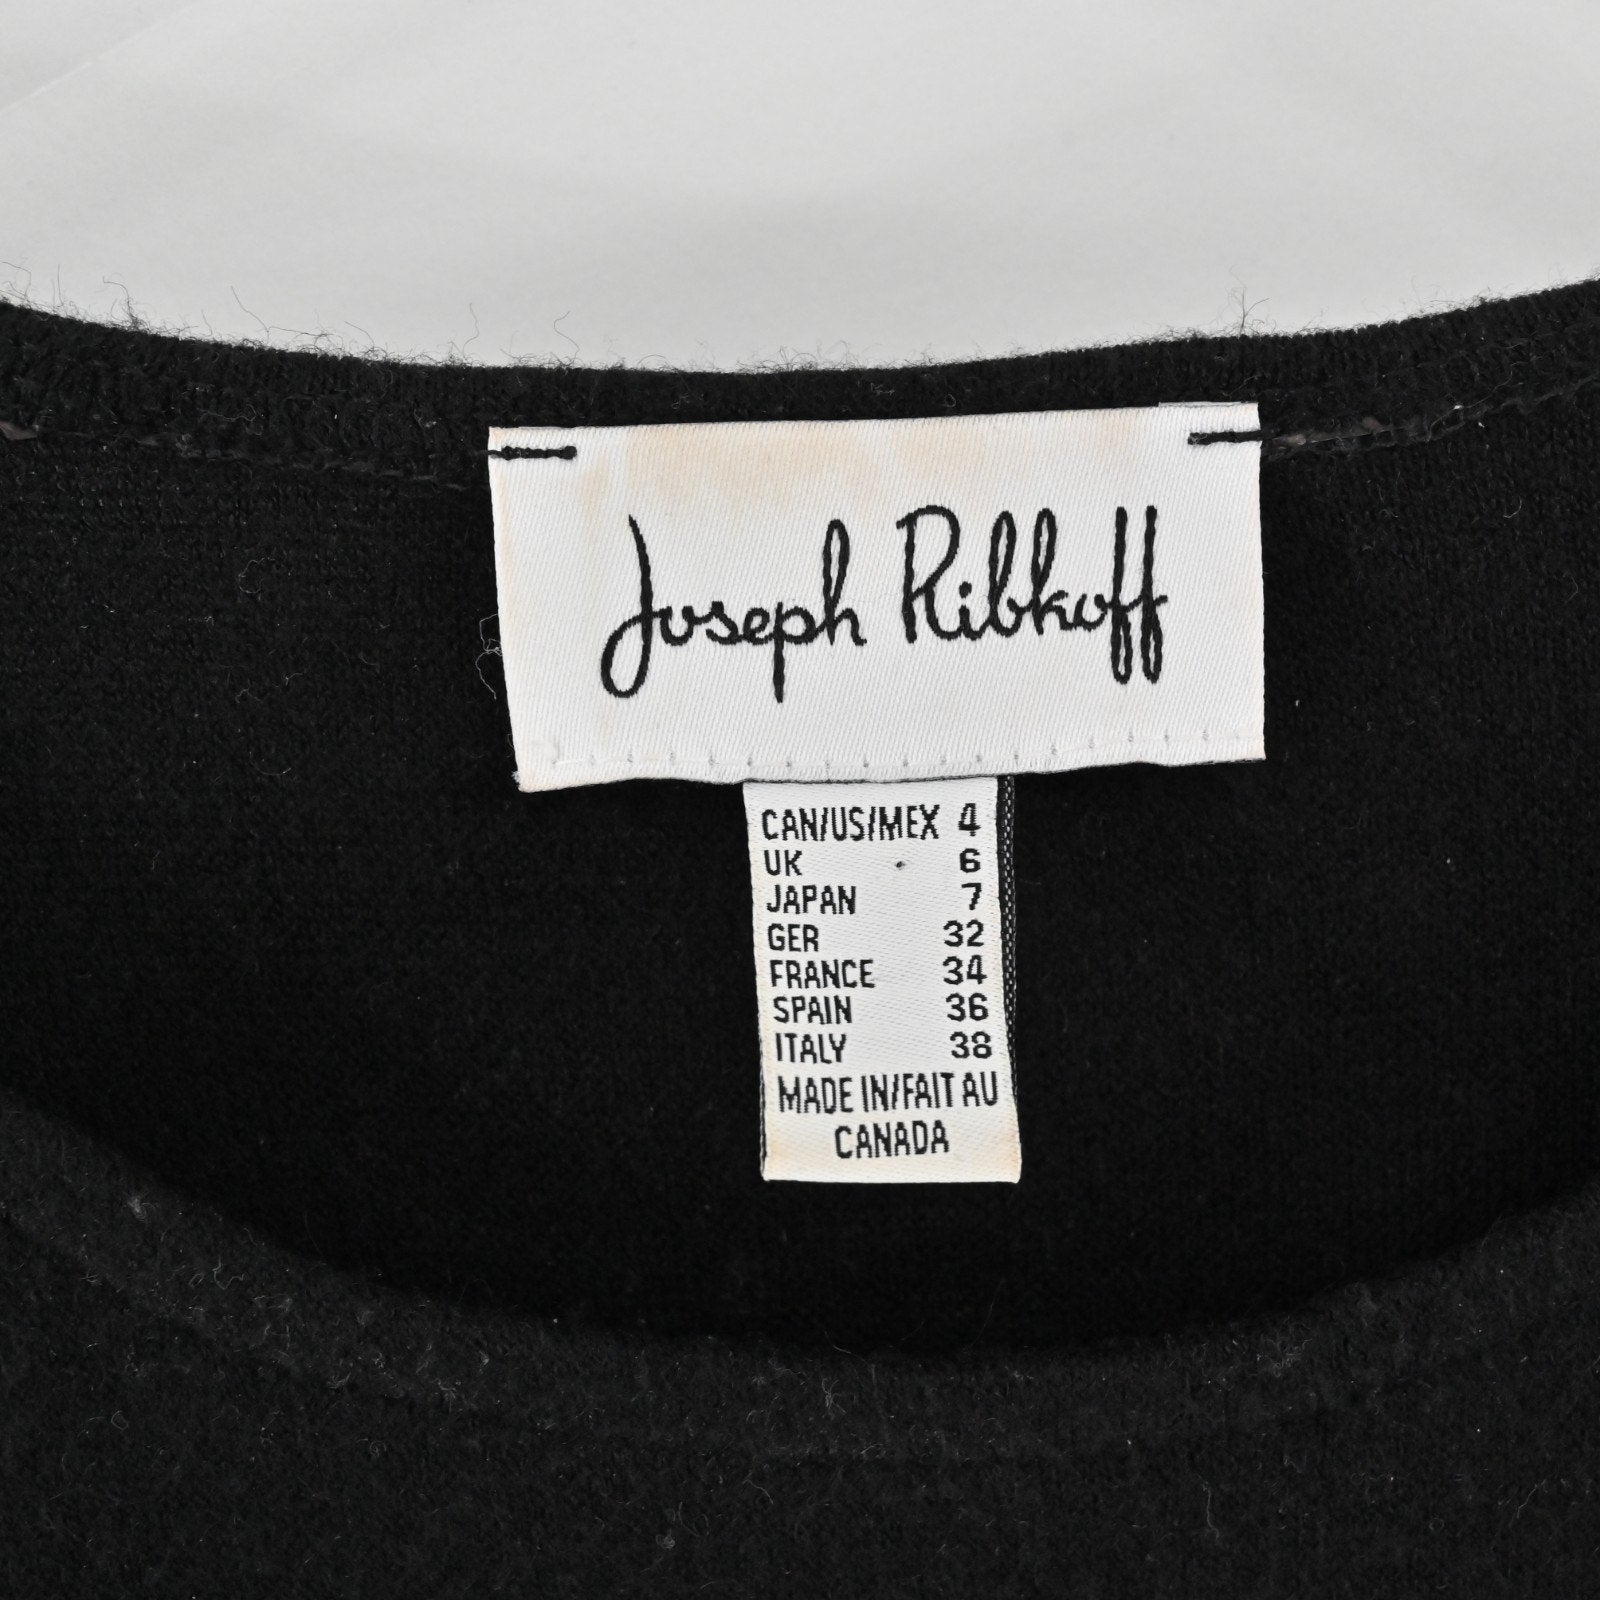 Joseph Ribkoff
CAN/US/MEX 4
UK 6
JAPAN 7
GER 32
FRANCE 34
SPAIN 36
ITALY 38
MADE IN/FAIT AU
CANADA